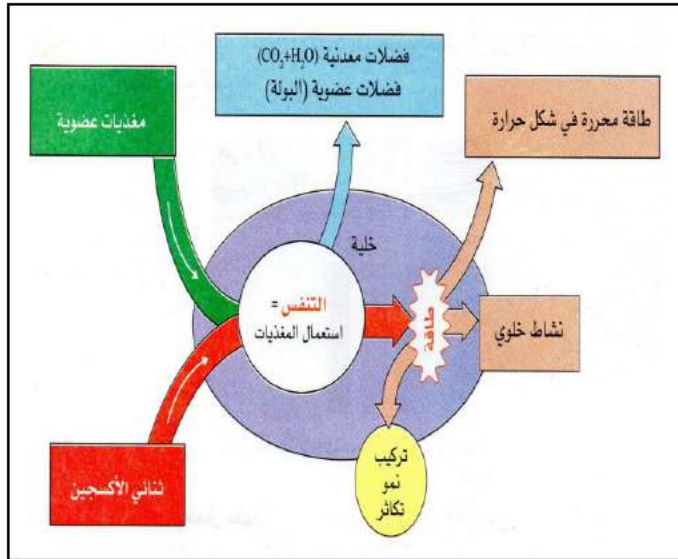 فضلات معدنية (CO₂+H₂O)
فضلات عضوية (البولة)
طاقة محررة في شكل حرارة
مغذيات عضوية
خلية
التنفس =
استعمال المغذيات
طاقة
نشاط خلوي
تركيب
نمو
تكاثر
ثنائي الأكسجين